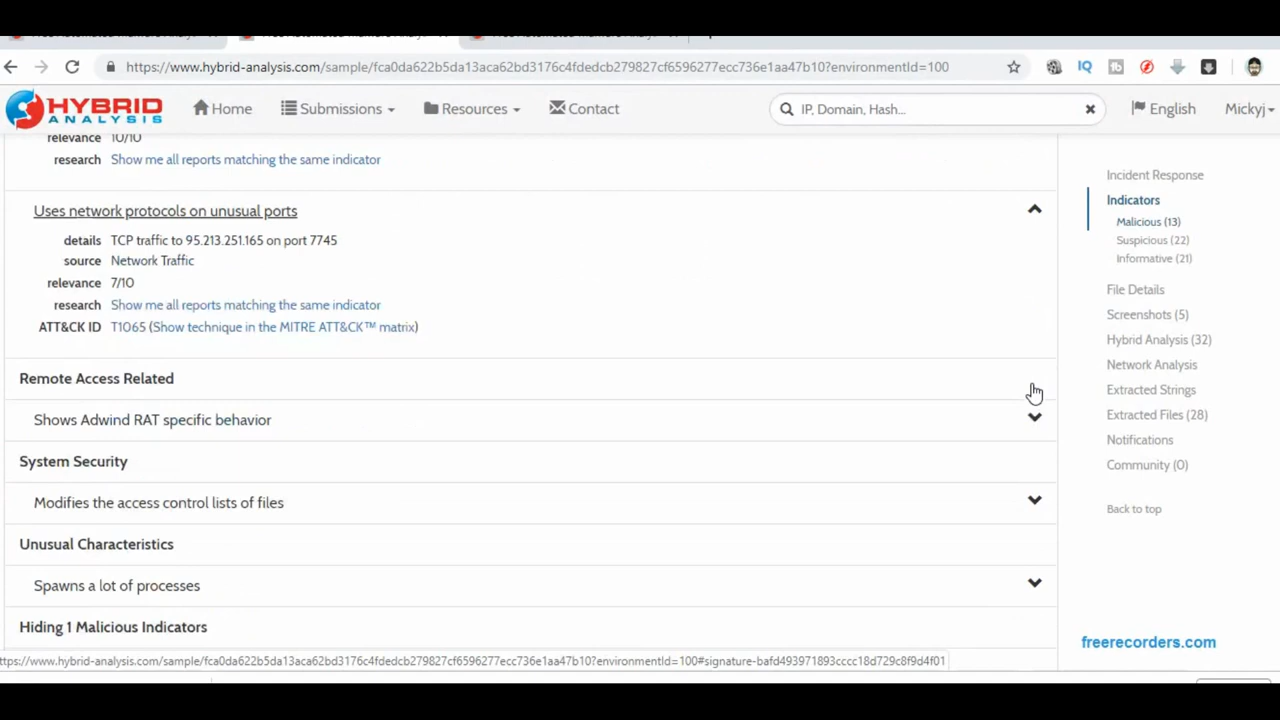 https://www.hybrid-analysis.com/sample/fca0da622b5da13aca62bd3176c4fdedcb279827cf6596277ecc736e1aa47b10?environmentId=100
HYBRID ANALYSIS
Home
Submissions
Resources
Contact
IP, Domain, Hash...
English
Mickyj
relevance 10/10
research Show me all reports matching the same indicator
Uses network protocols on unusual ports
details TCP traffic to 95.213.251.165 on port 7745
source Network Traffic
relevance 7/10
research Show me all reports matching the same indicator
ATT&CK ID T1065 (Show technique in the MITRE ATT&CK™ matrix)
Remote Access Related
Shows Adwind RAT specific behavior
System Security
Modifies the access control lists of files
Unusual Characteristics
Spawns a lot of processes
Hiding 1 Malicious Indicators
Incident Response
Indicators
Malicious (13)
Suspicious (22)
Informative (21)
File Details
Screenshots (5)
Hybrid Analysis (32)
Network Analysis
Extracted Strings
Extracted Files (28)
Notifications
Community (0)
Back to top
freerecorders.com
ttps://www.hybrid-analysis.com/sample/fca0da622b5da13aca62bd3176c4fdedcb279827cf6596277ecc736e1aa47b10?environmentId=100#signature-bafd493971893cccc18d729c8f9d4f01